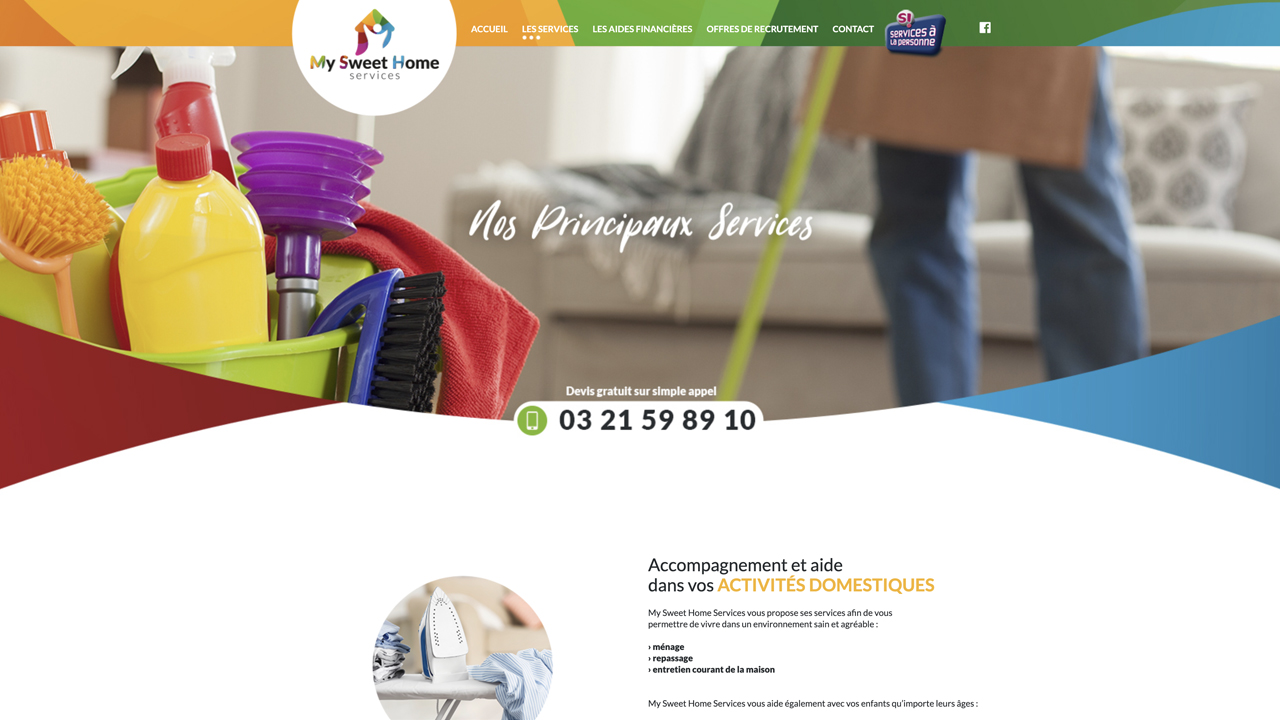 My Sweet Home
services
ACCUEIL
LES SERVICES
LES AIDES FINANCIÈRES
OFFRES DE RECRUTEMENT
CONTACT
S!
services à
la personne
Nos Principaux Services
Devis gratuit sur simple appel
03 21 59 89 10
Accompagnement et aide
dans vos ACTIVITÉS DOMESTIQUES
My Sweet Home Services vous propose ses services afin de vous
permettre de vivre dans un environnement sain et agréable :
› ménage
› repassage
› entretien courant de la maison
My Sweet Home Services vous aide également avec vos enfants qu'importe leurs âges :